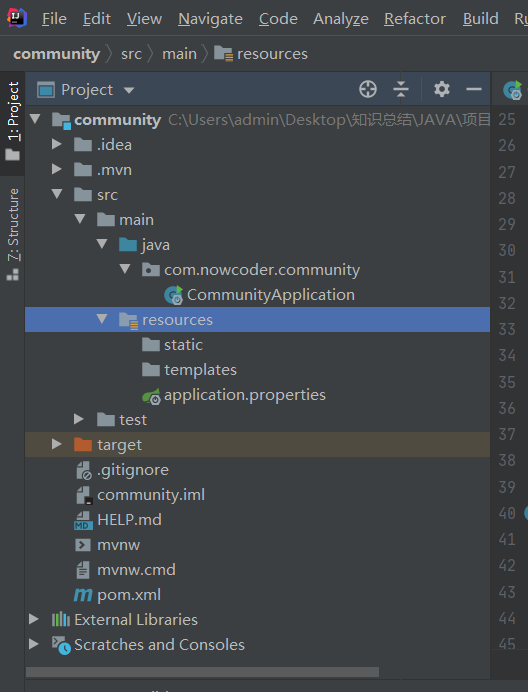 File Edit View Navigate Code Analyze Refactor Build
community src main resources
1: Project
7: Structure
Project
community C:\Users\admin\Desktop\知识总结\JAVA\项目
.idea
.mvn
src
main
java
com.nowcoder.community
CommunityApplication
resources
static
templates
application.properties
test
target
.gitignore
community.iml
HELP.md
mvnw
mvnw.cmd
pom.xml
External Libraries
Scratches and Consoles
25
26
27
28
29
30
31
32
33
34
35
36
37
38
39
40
41
42
43
44
45